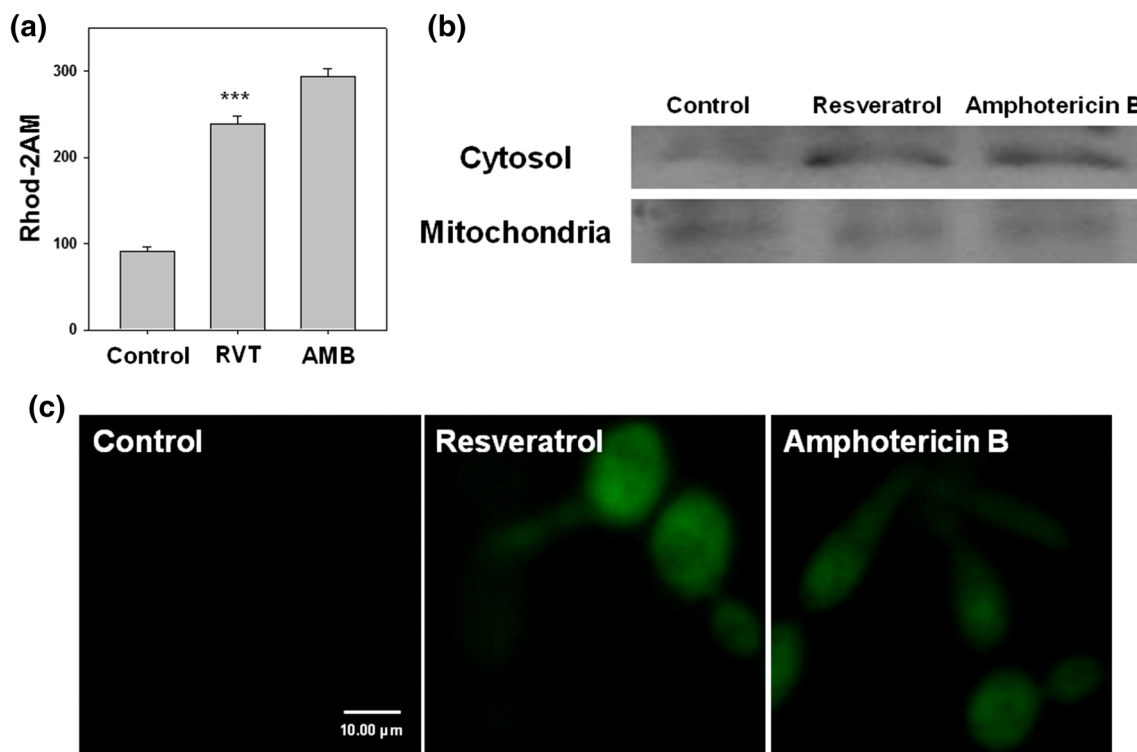 (a)
Rhod-2AM
300
200
100
0
***
Control RVT AMB
(b)
Control Resveratrol Amphotericin B
Cytosol
Mitochondria
(c)
Control
Resveratrol
Amphotericin B
10.00 µm